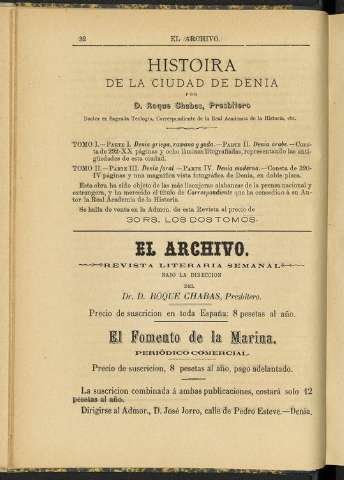 32 EL ARCHIVO.
HISTOIRA
DE LA CIUDAD DE DENIA
POR
D. Roque Chabas, Presbítero
Doctor en Sagrada Teología, Correspondiente de la Real Academia de la Historia, etc.
TOMO I.—PARTE I. Denia griega, romana y goda.—PARTE II. Denia árabe.—Cons-
ta de 292-XX páginas y ocho láminas litografiadas, representando las anti-
güedades de esta ciudad.
TOMO II.—PARTE III. Denia foral—PARTE IV. Denia moderna.—Consta de 290-
IV páginas y una magnífica vista fotográfica de Denia, en doble plana.
Esta obra ha sido objeto de las más lisonjeras alabanzas de la prensa nacional y
extranjera, y ha merecido el título de Correspondiente que ha concedido á su Au-
tor la Real Academia de la Historia.
Se halla de venta en la Admon. de esta Revista al precio de
30 RS. LOS DOS TOMOS.
EL ARCHIVO.
REVISTA LITERARIA SEMANAL
BAJO LA DIRECCION
DEL
Dr. D. ROQUE CHABAS, Presbítero.
Precio de suscricion en toda España: 8 pesetas al año.
El Fomento de la Marina.
PERIÓDICO COMERCIAL.
Precio de suscricion, 8 pesetas al año, pago adelantado.
La suscricion combinada á ambas publicaciones, costará solo 12
pesetas al año.
Dirigirse al Admor., D. José Jorro, calle de Pedro Esteve.—Denia.